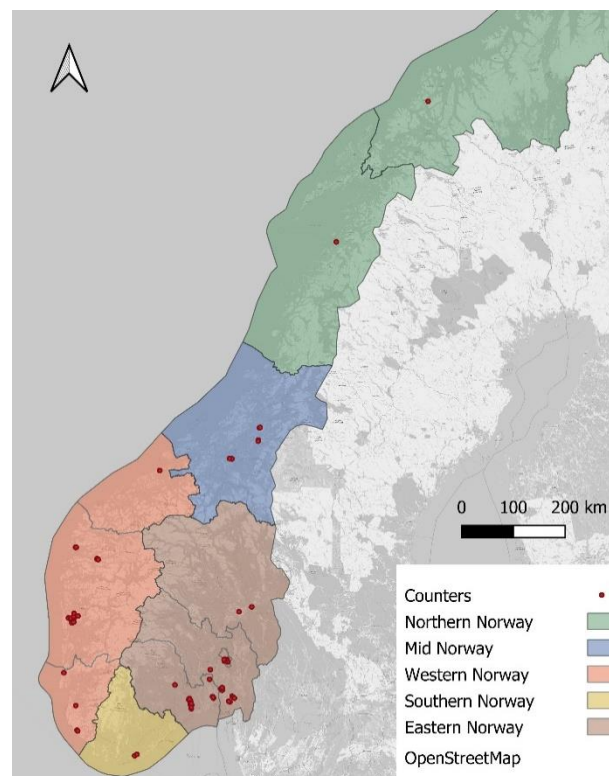 0 100 200 km
Counters
Northern Norway
Mid Norway
Western Norway
Southern Norway
Eastern Norway
OpenStreetMap